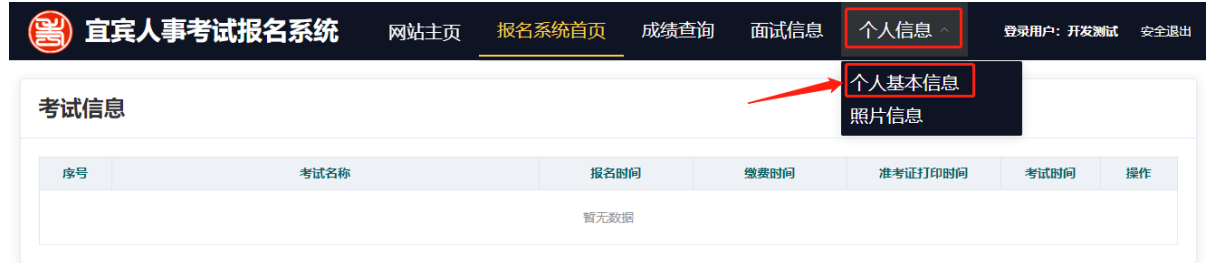 宜宾人事考试报名系统 网站主页 报名系统首页 成绩查询 面试信息 个人信息 登录用户：开发测试 安全退出
个人基本信息
照片信息
考试信息
序号 考试名称 报名时间 缴费时间 准考证打印时间 考试时间 操作
暂无数据